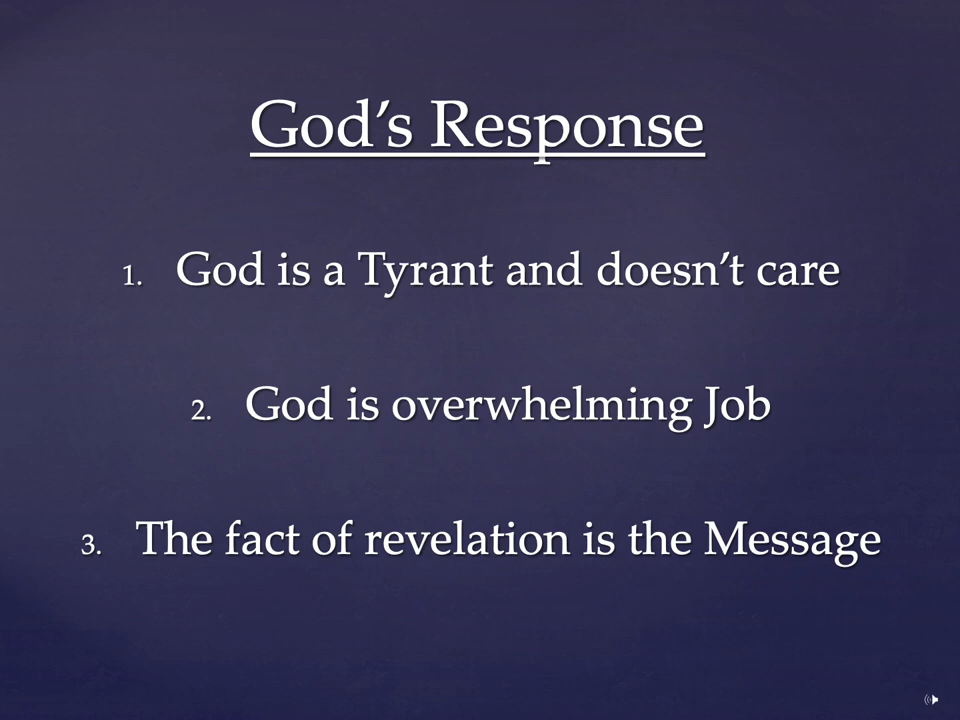 God’s Response
1. God is a Tyrant and doesn’t care
2. God is overwhelming Job
3. The fact of revelation is the Message